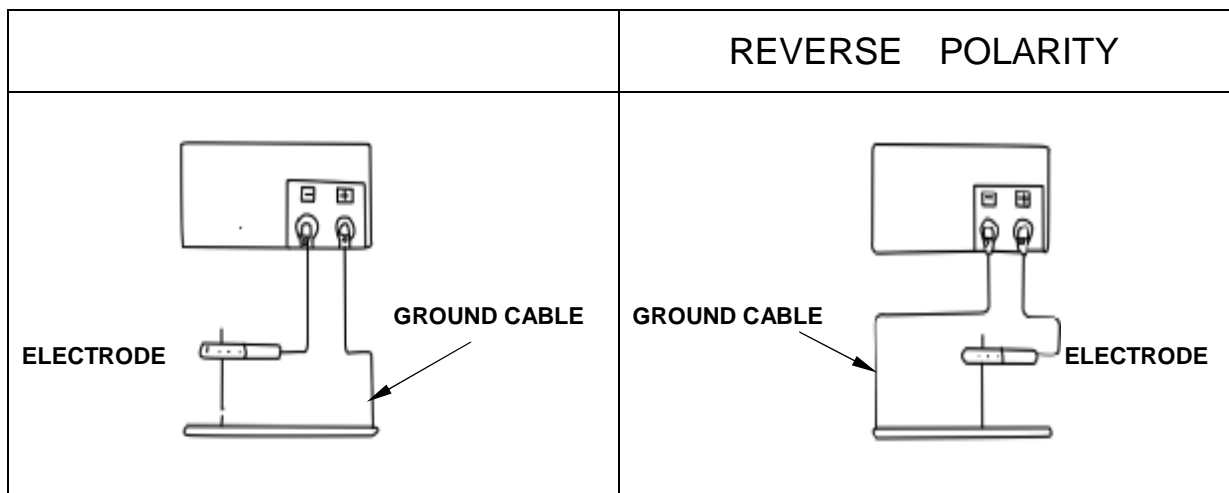 REVERSE POLARITY
- +
GROUND CABLE
ELECTRODE
- +
GROUND CABLE
ELECTRODE